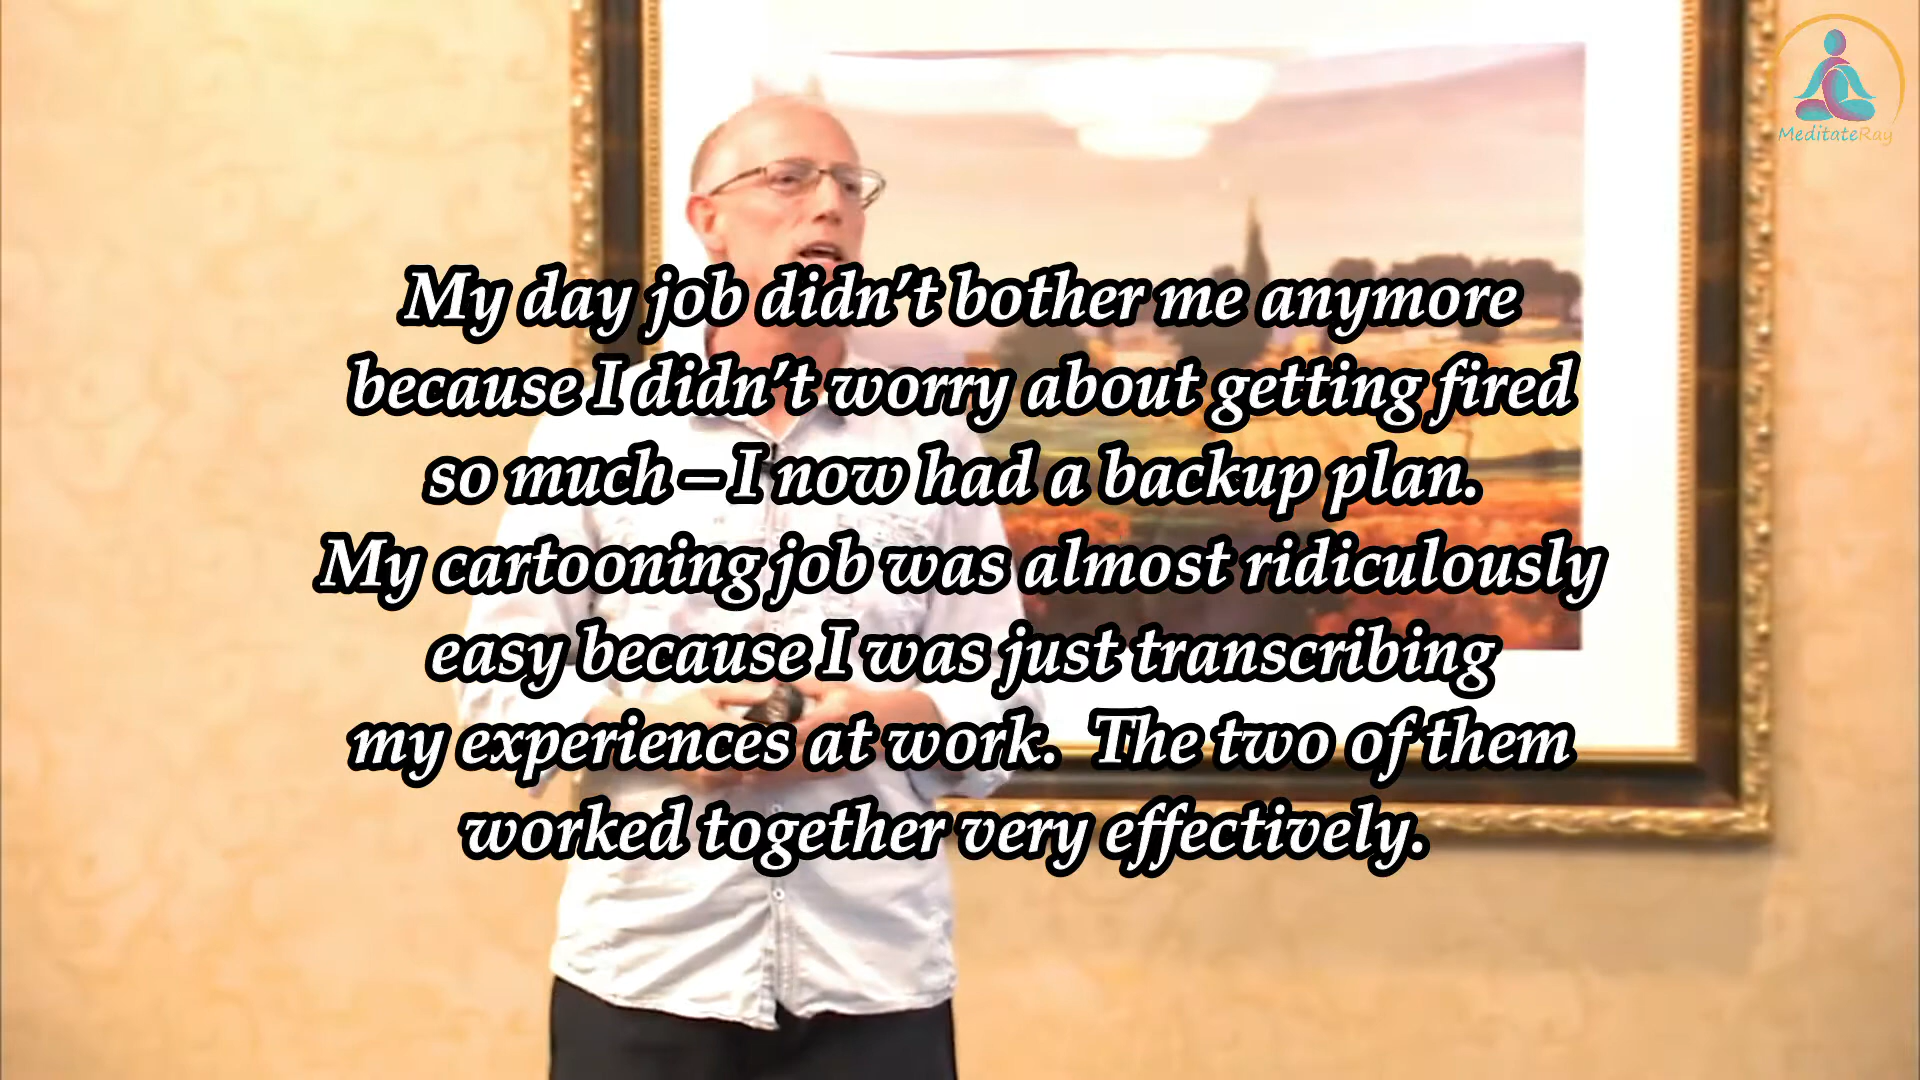 MeditateRay
My day job didn’t bother me anymore
because I didn’t worry about getting fired
so much – I now had a backup plan.
My cartooning job was almost ridiculously
easy because I was just transcribing
my experiences at work. The two of them
worked together very effectively.